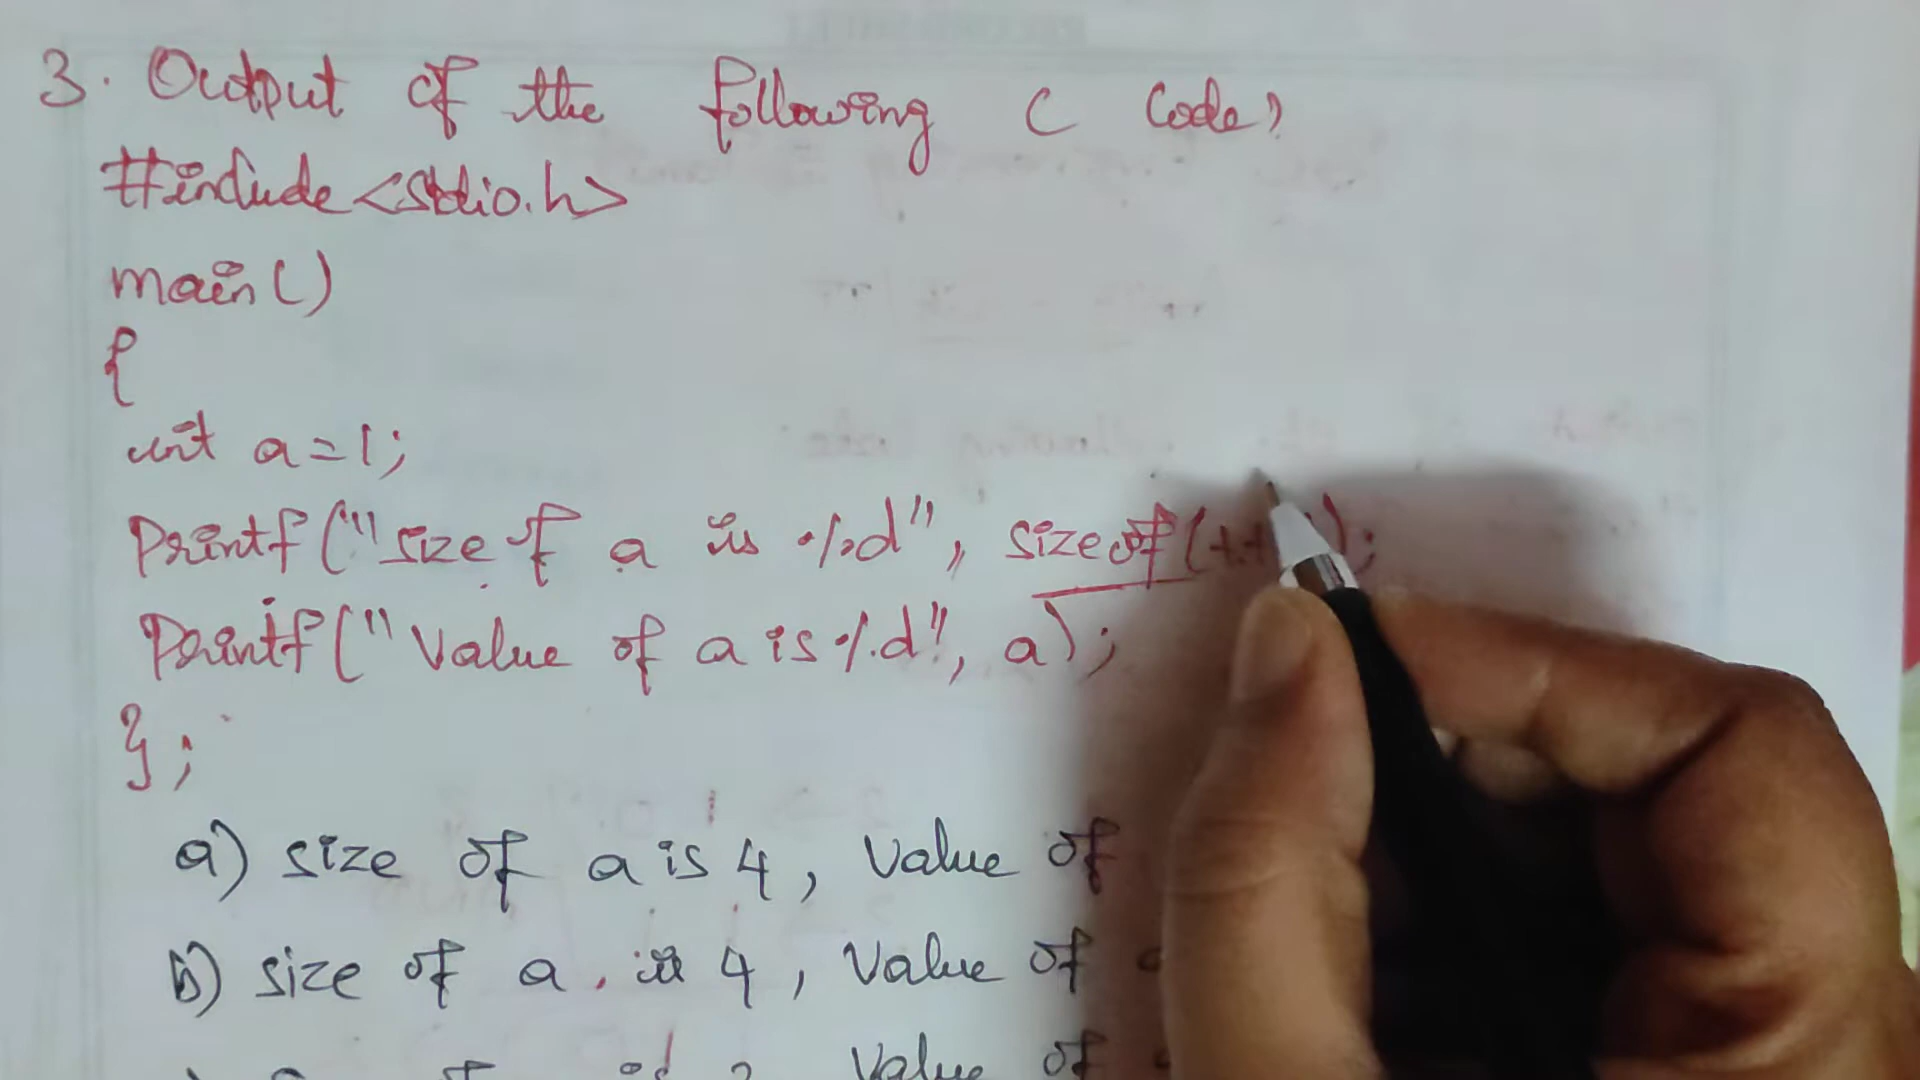 3. Output of the following C Code?
#include<stdio.h>
main()
{
int a=1;
Printf("size of a is %d", sizeof(++ );
Printf("Value of a is %d", a);
};
a) size of a is 4, Value of
b) size of a is 4, Value of
Value of